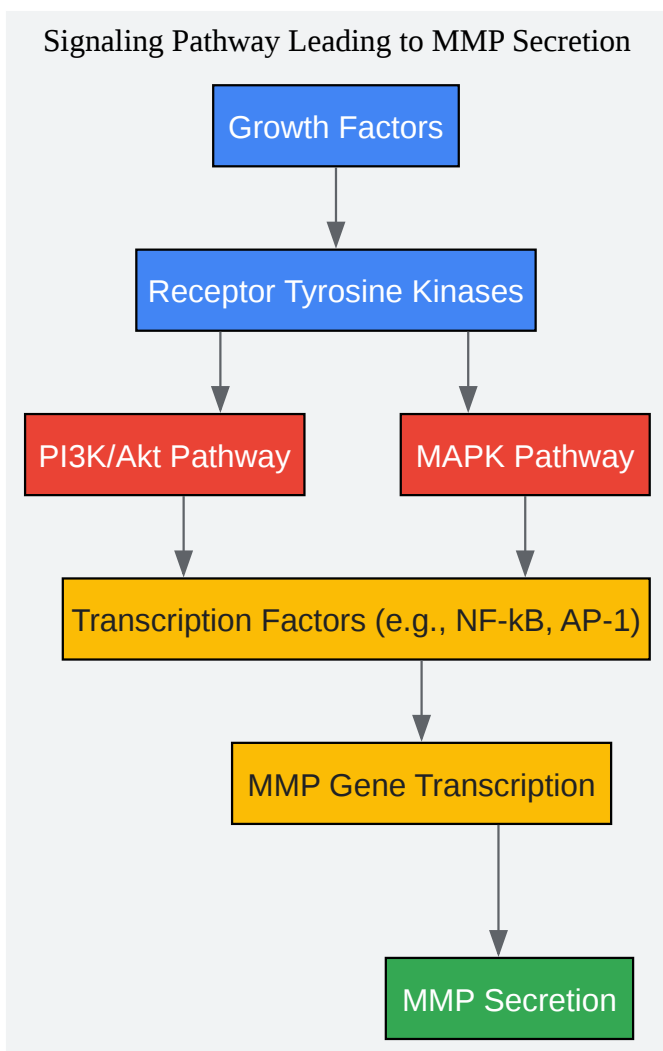 Signaling Pathway Leading to MMP Secretion
Growth Factors
Receptor Tyrosine Kinases
PI3K/Akt Pathway
MAPK Pathway
Transcription Factors (e.g., NF-kB, AP-1)
MMP Gene Transcription
MMP Secretion